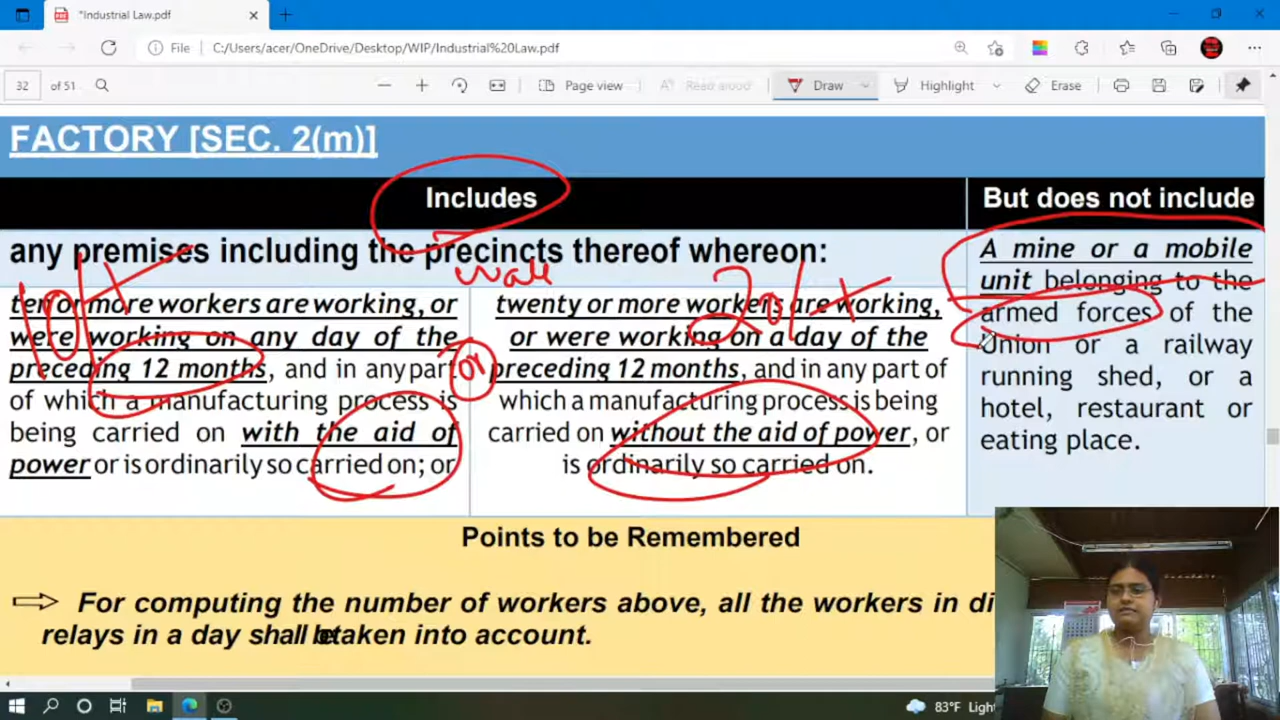 *Industrial Law.pdf
File C:/Users/acer/OneDrive/Desktop/WIP/Industrial%20Law.pdf
32 of 51 Page view Read aloud Draw Highlight Erase
FACTORY [SEC. 2(m)]
Includes
But does not include
any premises including the precincts thereof whereon:
wall
ten or more workers are working, or
were working on any day of the
preceding 12 months, and in any part
of which a manufacturing process is
being carried on with the aid of
power or is ordinarily so carried on; or
10/+
or
twenty or more workers are working,
or were working on a day of the
preceding 12 months, and in any part of
which a manufacturing process is being
carried on without the aid of power, or
is ordinarily so carried on.
20/+
A mine or a mobile
unit belonging to the
armed forces of the
Union or a railway
running shed, or a
hotel, restaurant or
eating place.
Points to be Remembered
⇨ For computing the number of workers above, all the workers in di
relays in a day shall be taken into account.
83°F Light